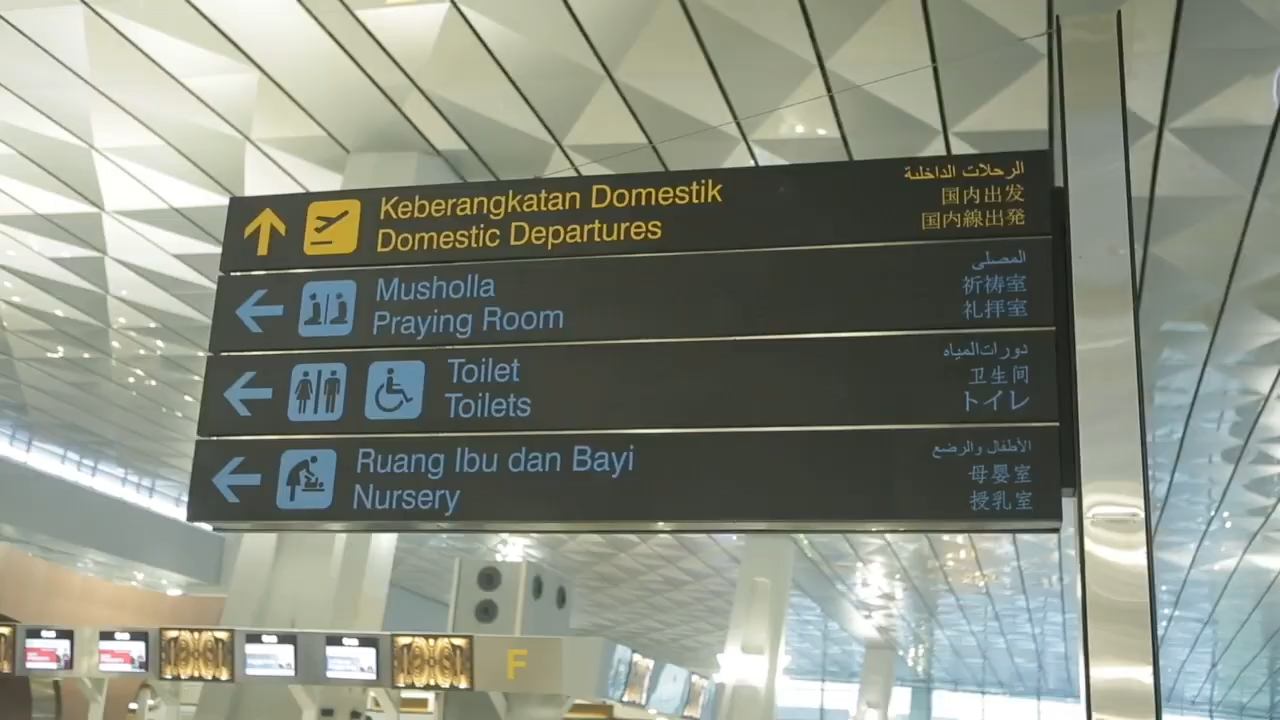 Keberangkatan Domestik
Domestic Departures
الرحلات الداخلية
国内出发
国内線出発
Musholla
Praying Room
المصلى
祈祷室
礼拝室
Toilet
Toilets
دورات المياه
卫生间
トイレ
Ruang Ibu dan Bayi
Nursery
الأطفال والرضع
母婴室
授乳室
F